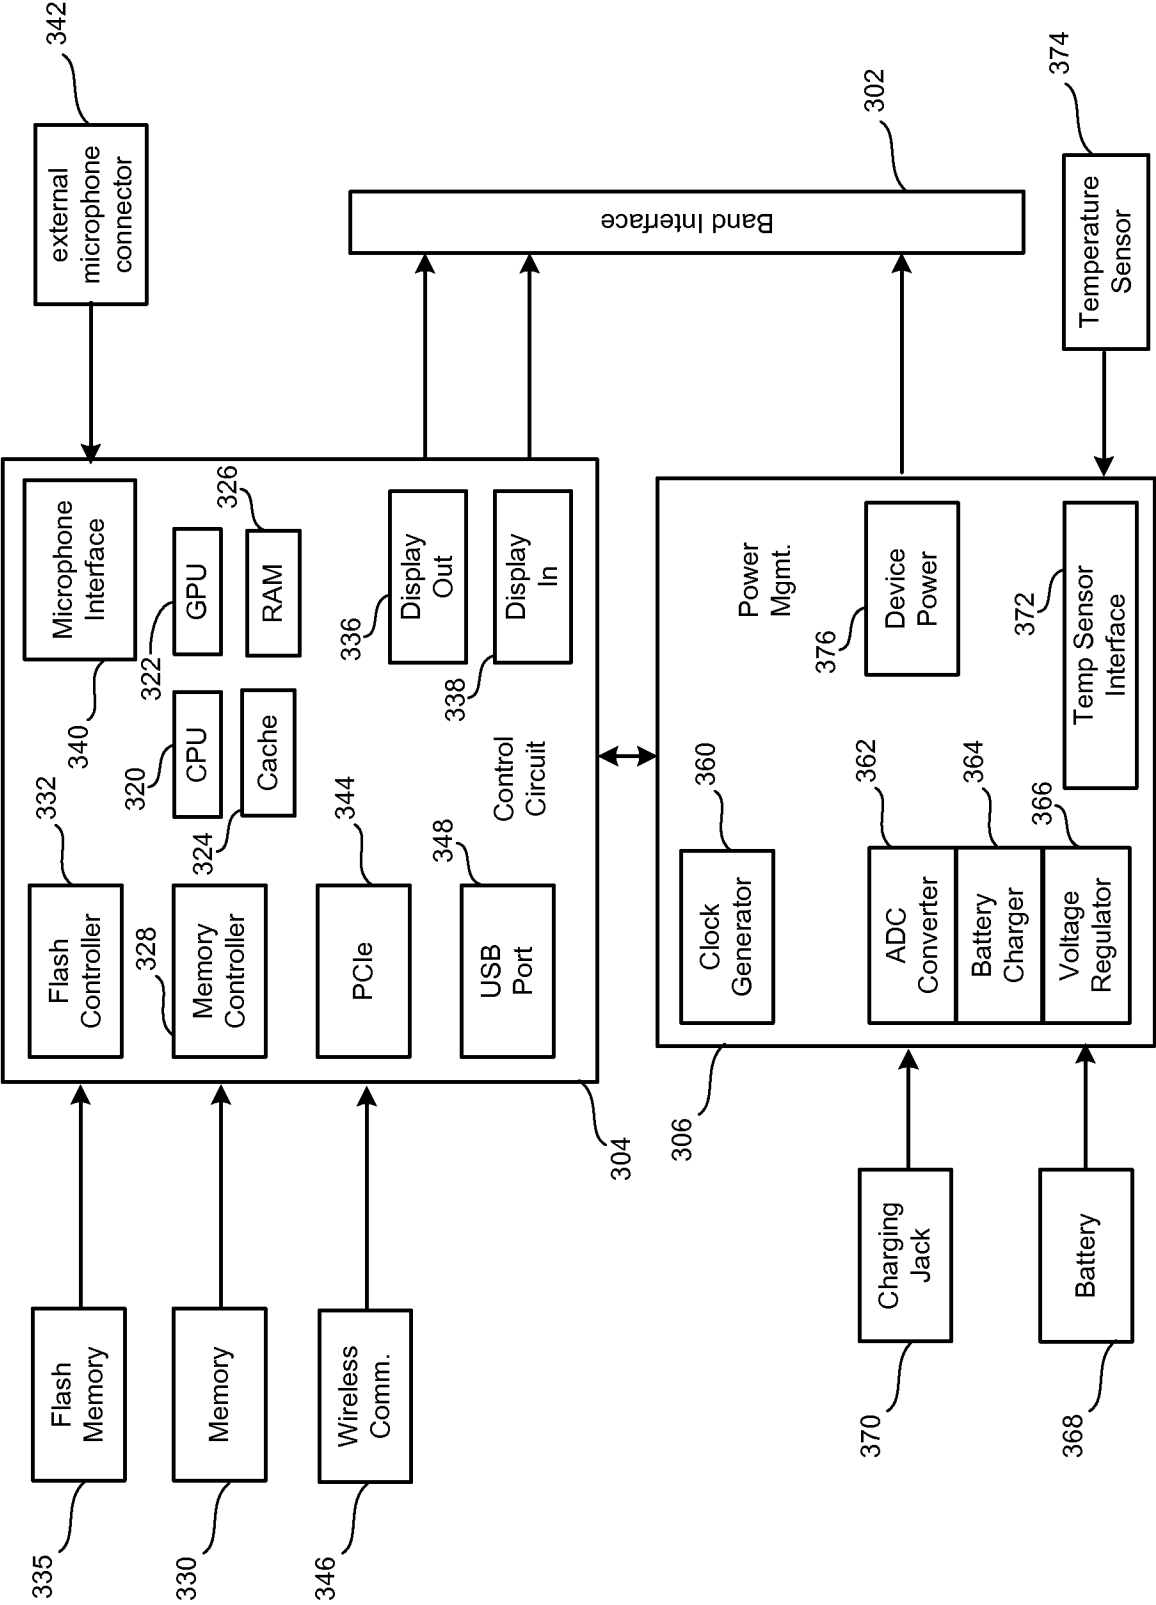 335
Flash
Memory
330
Memory
346
Wireless
Comm.
332
Flash
Controller
328
Memory
Controller
344
PCIe
348
USB
Port
340
Microphone
Interface
320
CPU
322
GPU
324
Cache
326
RAM
336
Display
Out
338
Display
In
Control
Circuit
304
342
external
microphone
connector
302
Band Interface
306
360
Clock
Generator
Power
Mgmt.
362
ADC
Converter
364
Battery
Charger
366
Voltage
Regulator
376
Device
Power
372
Temp Sensor
Interface
374
Temperature
Sensor
370
Charging
Jack
368
Battery